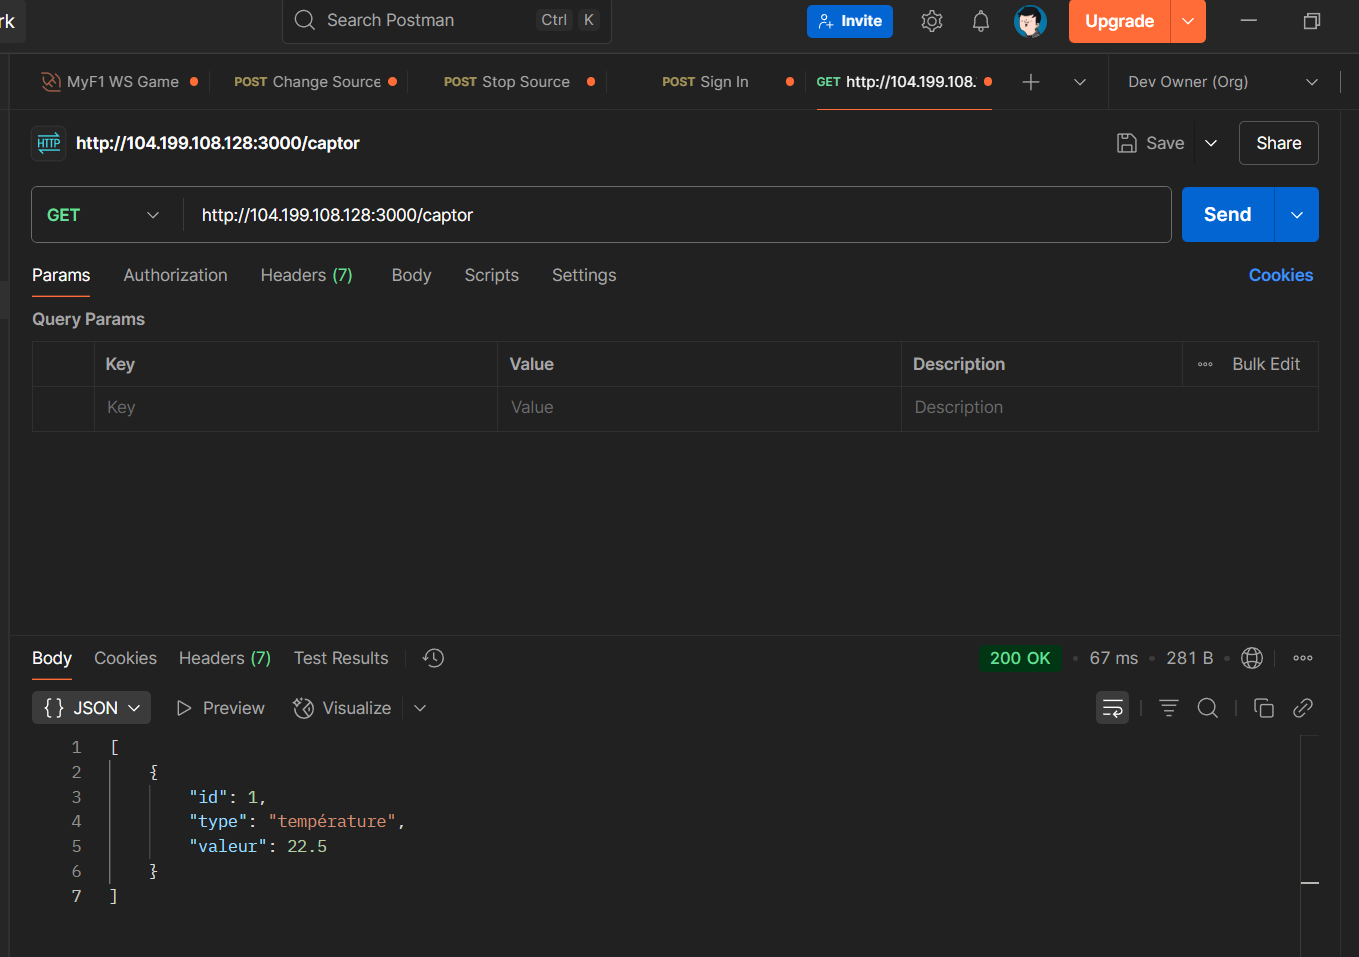 rk
Search Postman Ctrl K Invite Upgrade
MyF1 WS Game POST Change Source POST Stop Source POST Sign In GET http://104.199.108. Dev Owner (Org)
HTTP http://104.199.108.128:3000/captor Save Share
GET http://104.199.108.128:3000/captor Send
Params Authorization Headers (7) Body Scripts Settings Cookies
Query Params
Key Value Description Bulk Edit
Key Value Description
Body Cookies Headers (7) Test Results 200 OK 67 ms 281 B
{ } JSON Preview Visualize
1 [
2 {
3 "id": 1,
4 "type": "température",
5 "valeur": 22.5
6 }
7 ]